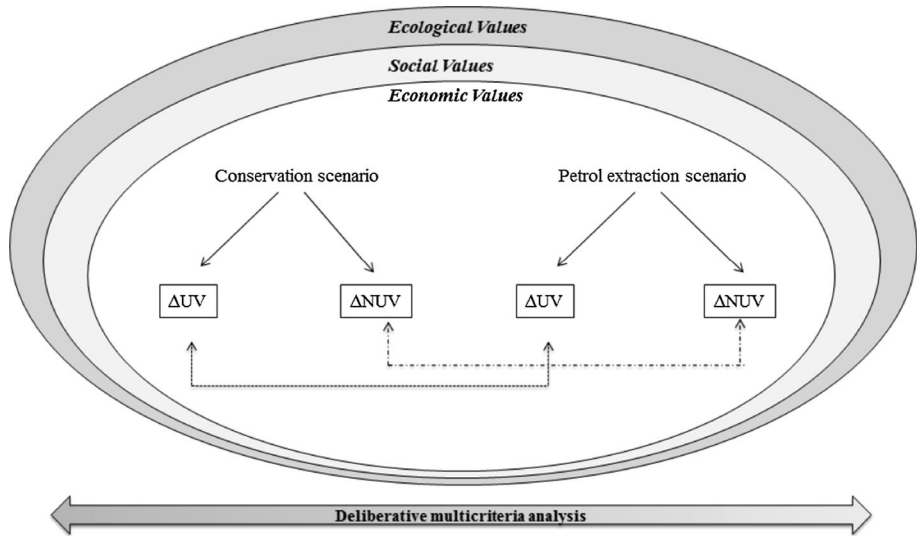 Ecological Values
Social Values
Economic Values
Conservation scenario
Petrol extraction scenario
ΔUV
ΔNUV
ΔUV
ΔNUV
Deliberative multicriteria analysis